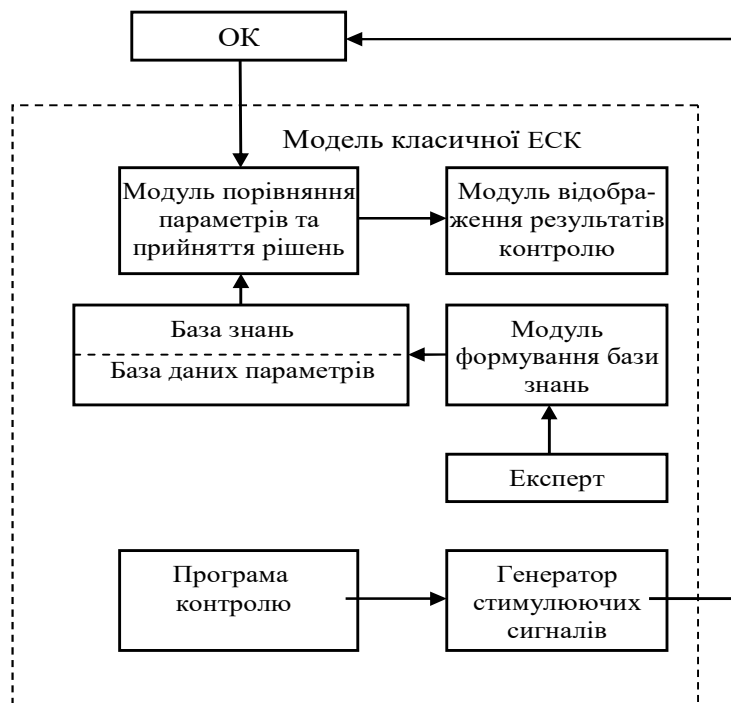 ОК
Модель класичної ЕСК
Модуль порівняння
параметрів та
прийняття рішень
Модуль відобра-
ження результатів
контролю
База знань
База даних параметрів
Модуль
формування бази
знань
Експерт
Програма
контролю
Генератор
стимулюючих
сигналів